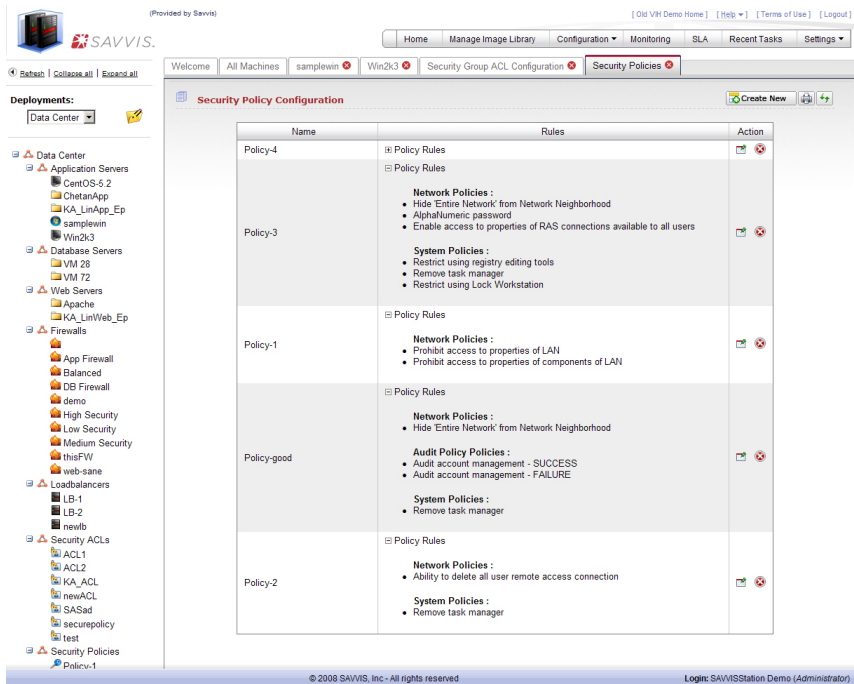 (Provided by Savvis)
[ Old VIH Demo Home ] [ Help ] [ Terms of Use ] [ Logout ]
SAVVIS.
Home Manage Image Library Configuration Monitoring SLA Recent Tasks Settings
Refresh | Collapse all | Expand all
Welcome All Machines samplewin Win2k3 Security Group ACL Configuration Security Policies
Deployments:
Data Center
Security Policy Configuration
Create New
Data Center
Application Servers
CentOS-5.2
ChetanApp
KA_LinApp_Ep
samplewin
Win2k3
Database Servers
VM 28
VM 72
Web Servers
Apache
KA_LinWeb_Ep
Firewalls
App Firewall
Balanced
DB Firewall
demo
High Security
Low Security
Medium Security
thisFW
web-sane
Loadbalancers
LB-1
LB-2
newlb
Security ACLs
ACL1
ACL2
KA_ACL
newACL
SASad
securepolicy
test
Security Policies
Policy-1
Name Rules Action
Policy-4
Policy Rules
Policy-3
Policy Rules
Network Policies :
• Hide 'Entire Network' from Network Neighborhood
• AlphaNumeric password
• Enable access to properties of RAS connections available to all users
System Policies :
• Restrict using registry editing tools
• Remove task manager
• Restrict using Lock Workstation
Policy-1
Policy Rules
Network Policies :
• Prohibit access to properties of LAN
• Prohibit access to properties of components of LAN
Policy-good
Policy Rules
Network Policies :
• Hide 'Entire Network' from Network Neighborhood
Audit Policy Policies :
• Audit account management - SUCCESS
• Audit account management - FAILURE
System Policies :
• Remove task manager
Policy-2
Policy Rules
Network Policies :
• Ability to delete all user remote access connection
System Policies :
• Remove task manager
© 2008 SAVVIS, Inc - All rights reserved
Login: SAVVISStation Demo (Administrator)